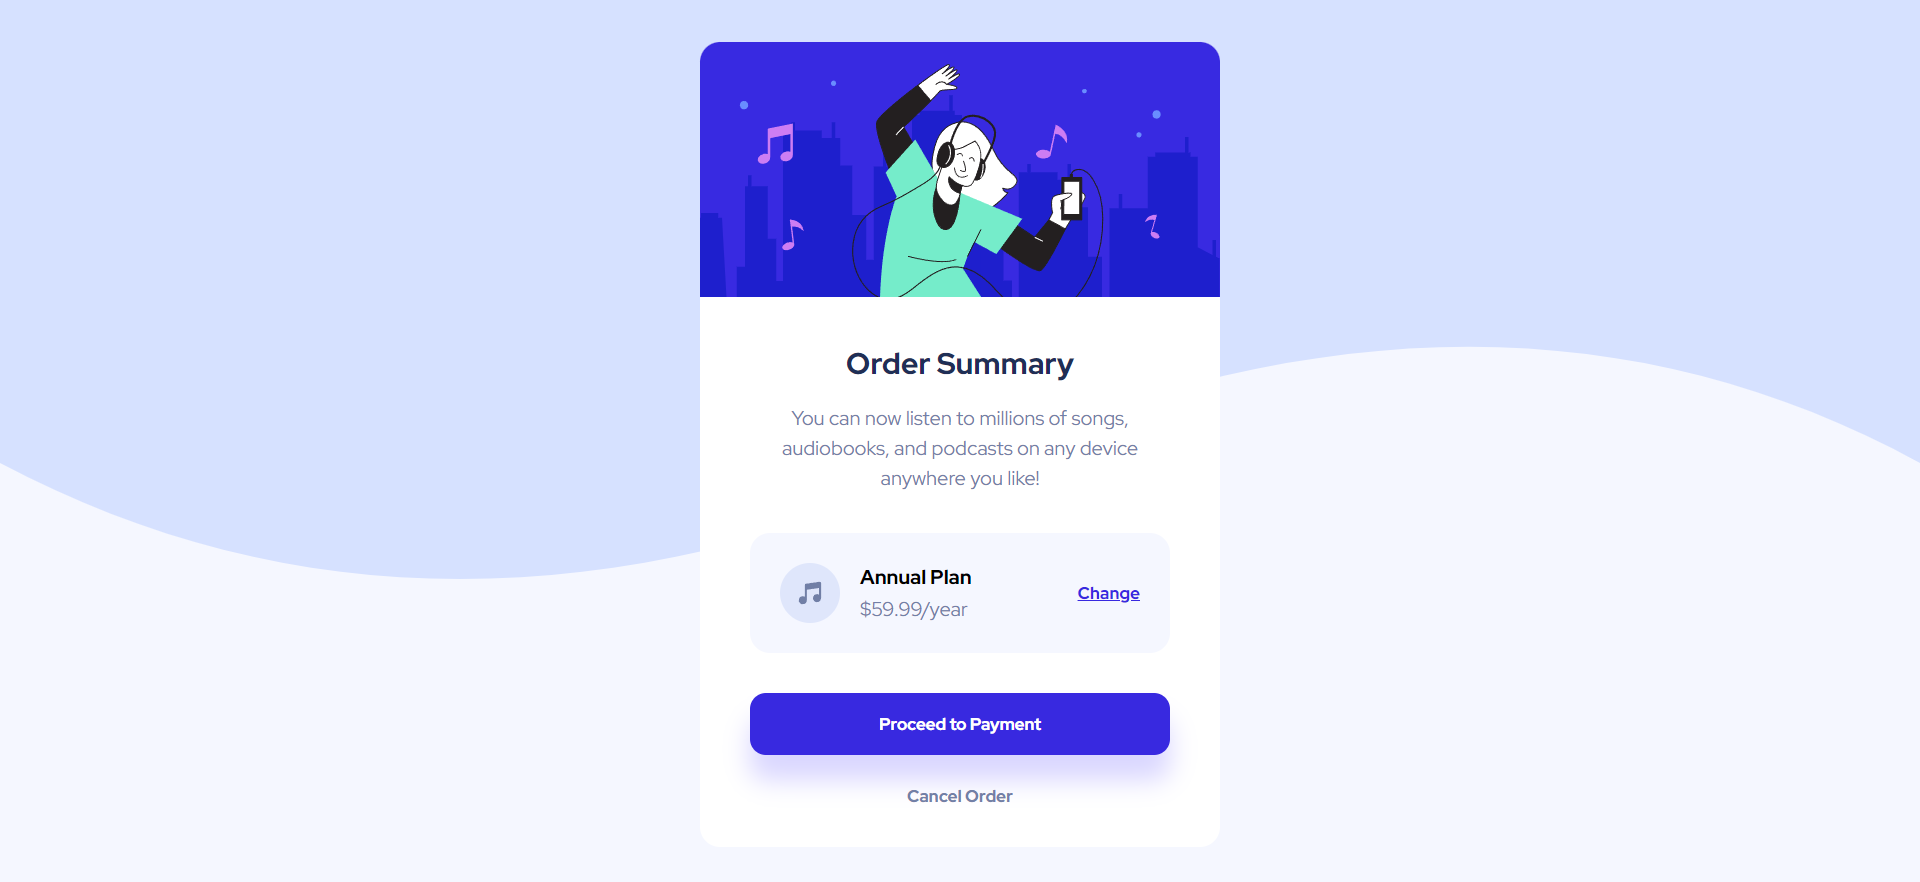 Order Summary
You can now listen to millions of songs,
audiobooks, and podcasts on any device
anywhere you like!
Annual Plan
$59.99/year
Change
Proceed to Payment
Cancel Order